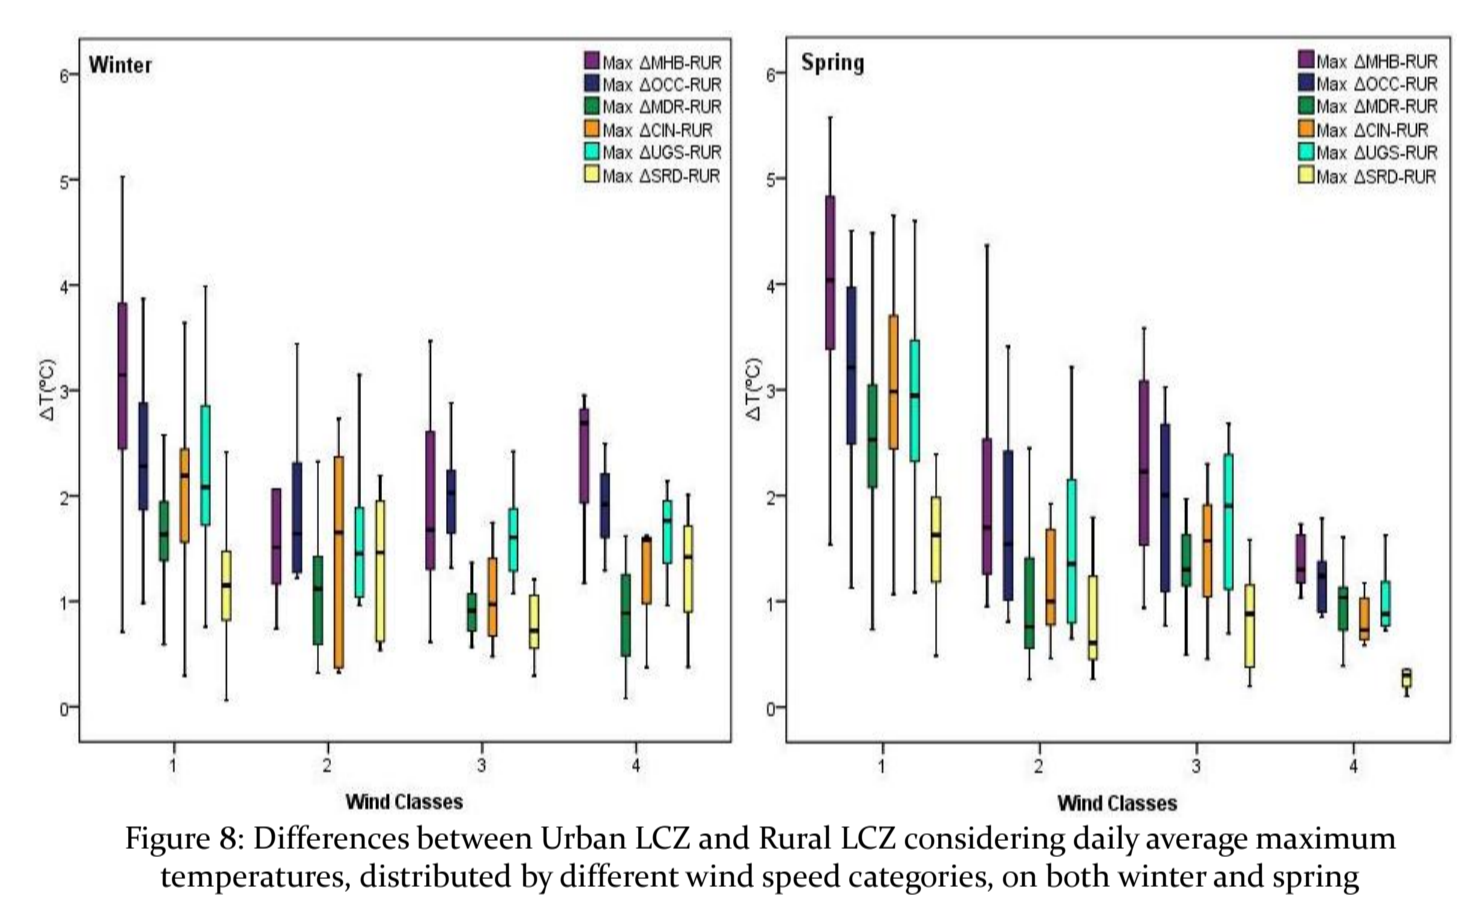 Winter
Max ΔMHB-RUR
Max ΔOCC-RUR
Max ΔMDR-RUR
Max ΔCIN-RUR
Max ΔUGS-RUR
Max ΔSRD-RUR
6
5
4
3
2
1
0
ΔT(ºC)
1 2 3 4
Wind Classes
Spring
Max ΔMHB-RUR
Max ΔOCC-RUR
Max ΔMDR-RUR
Max ΔCIN-RUR
Max ΔUGS-RUR
Max ΔSRD-RUR
6
5
4
3
2
1
0
ΔT(ºC)
1 2 3 4
Wind Classes
Figure 8: Differences between Urban LCZ and Rural LCZ considering daily average maximum
temperatures, distributed by different wind speed categories, on both winter and spring